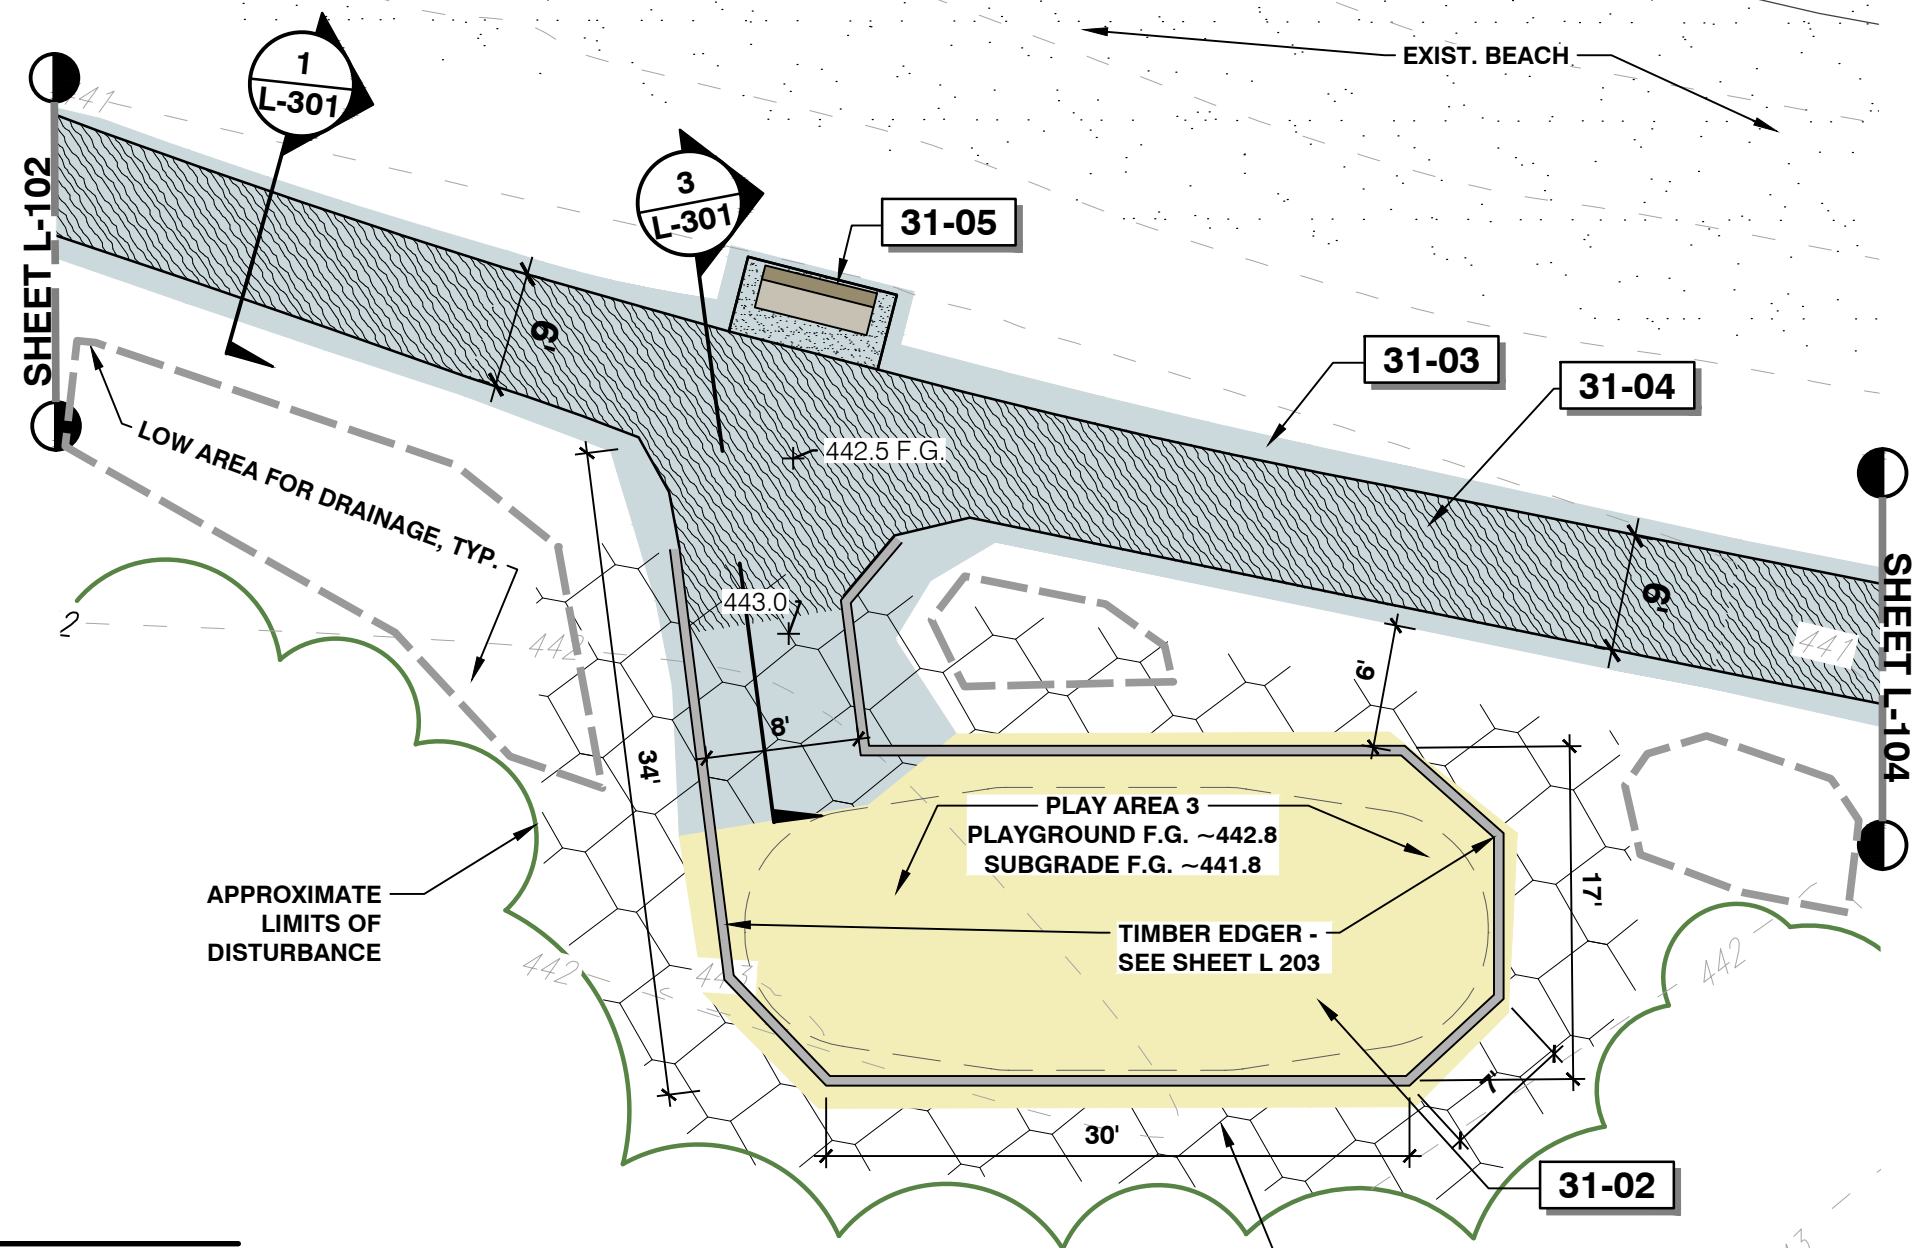 EXIST. BEACH
41
1
L-301
SHEET L-102
3
L-301
31-05
6'
31-03
31-04
442.5 F.G.
LOW AREA FOR DRAINAGE, TYP.
443.0
2
442
6'
441
SHEET L-104
6'
8'
34'
PLAY AREA 3
PLAYGROUND F.G. ~442.8
SUBGRADE F.G. ~441.8
17'
APPROXIMATE
LIMITS OF
DISTURBANCE
TIMBER EDGER -
SEE SHEET L 203
442
443
442
7'
30'
31-02